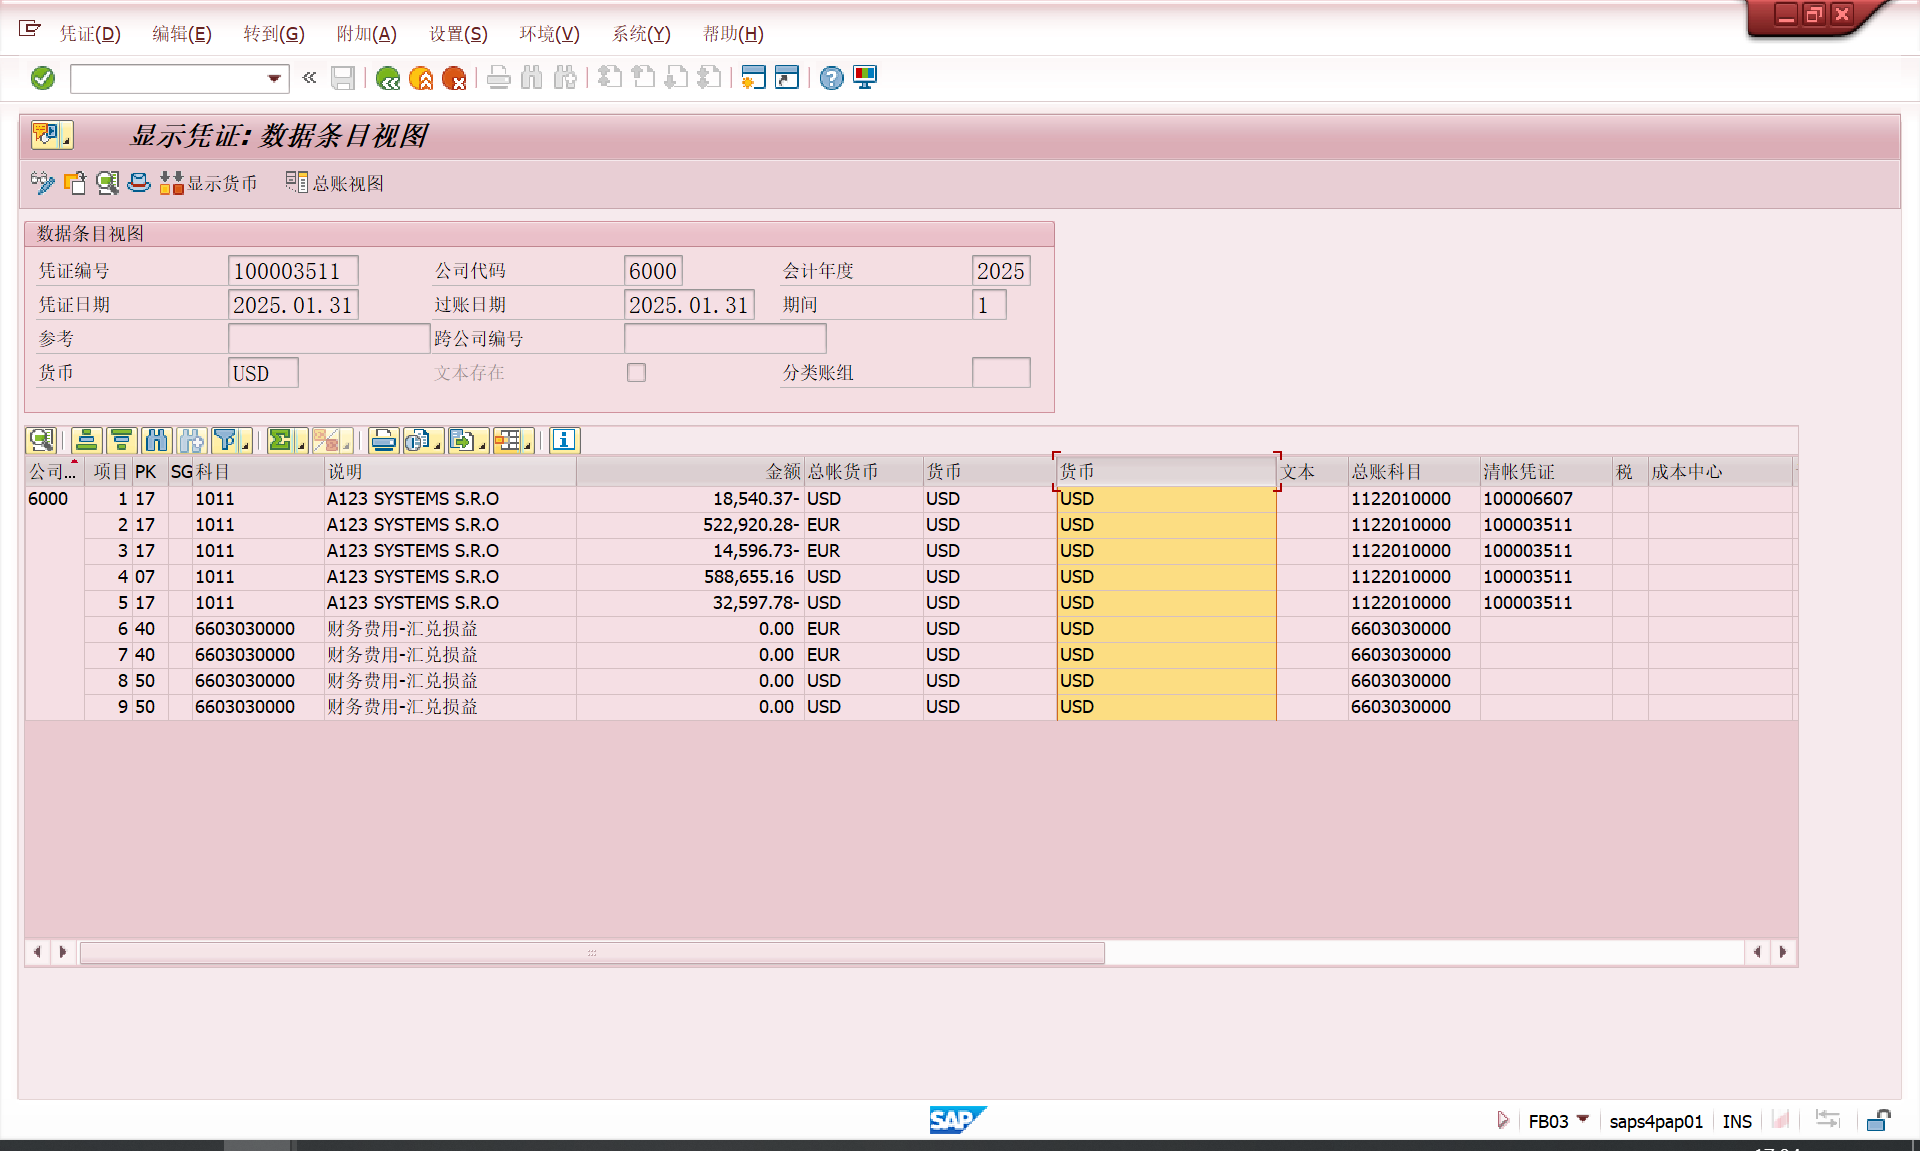 凭证(D) 编辑(E) 转到(G) 附加(A) 设置(S) 环境(V) 系统(Y) 帮助(H)
显示凭证: 数据条目视图
显示货币 总账视图
数据条目视图
凭证编号 100003511 公司代码 6000 会计年度 2025
凭证日期 2025.01.31 过账日期 2025.01.31 期间 1
参考 跨公司编号
货币 USD 文本存在 分类账组
公司... 项目 PK SG 科目 说明 金额 总帐货币 货币 货币 文本 总账科目 清帐凭证 税 成本中心
6000 1 17 1011 A123 SYSTEMS S.R.O 18,540.37- USD USD USD 1122010000 100006607
2 17 1011 A123 SYSTEMS S.R.O 522,920.28- EUR USD USD 1122010000 100003511
3 17 1011 A123 SYSTEMS S.R.O 14,596.73- EUR USD USD 1122010000 100003511
4 07 1011 A123 SYSTEMS S.R.O 588,655.16 USD USD USD 1122010000 100003511
5 17 1011 A123 SYSTEMS S.R.O 32,597.78- USD USD USD 1122010000 100003511
6 40 6603030000 财务费用-汇兑损益 0.00 EUR USD USD 6603030000
7 40 6603030000 财务费用-汇兑损益 0.00 EUR USD USD 6603030000
8 50 6603030000 财务费用-汇兑损益 0.00 USD USD USD 6603030000
9 50 6603030000 财务费用-汇兑损益 0.00 USD USD USD 6603030000
SAP
FB03 saps4pap01 INS